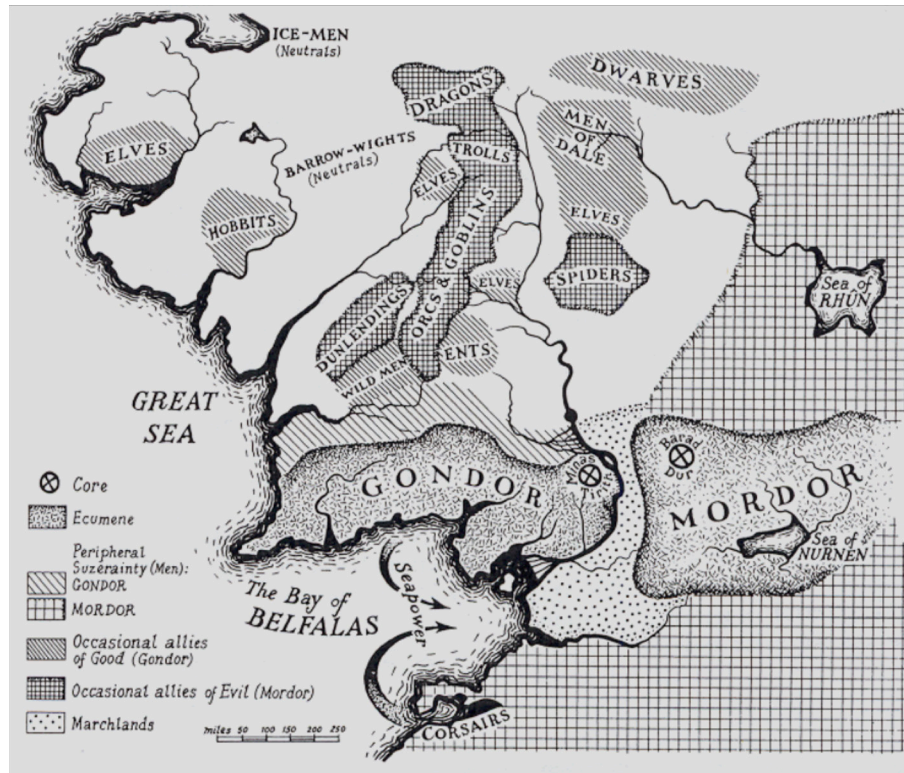 ICE-MEN
(Neutrals)
DWARVES
DRAGONS
MEN
OF
DALE
ELVES
BARROW-WIGHTS
(Neutrals)
TROLLS
ELVES
HOBBITS
ELVES
ORCS & GOBLINS
ELVES
SPIDERS
Sea of
RHÛN
DUNLENDINGS
ENTS
WILD MEN
GREAT
SEA
GONDOR
Minas
Tirith
Barad
Dur
MORDOR
Sea of
NURNEN
The Bay of
BELFALAS
Seapower
CORSAIRS
Core
Ecumene
Peripheral
Suzerainty (Men):
GONDOR
MORDOR
Occasional allies
of Good (Gondor)
Occasional allies of Evil (Mordor)
Marchlands
miles 50 100 150 200 250